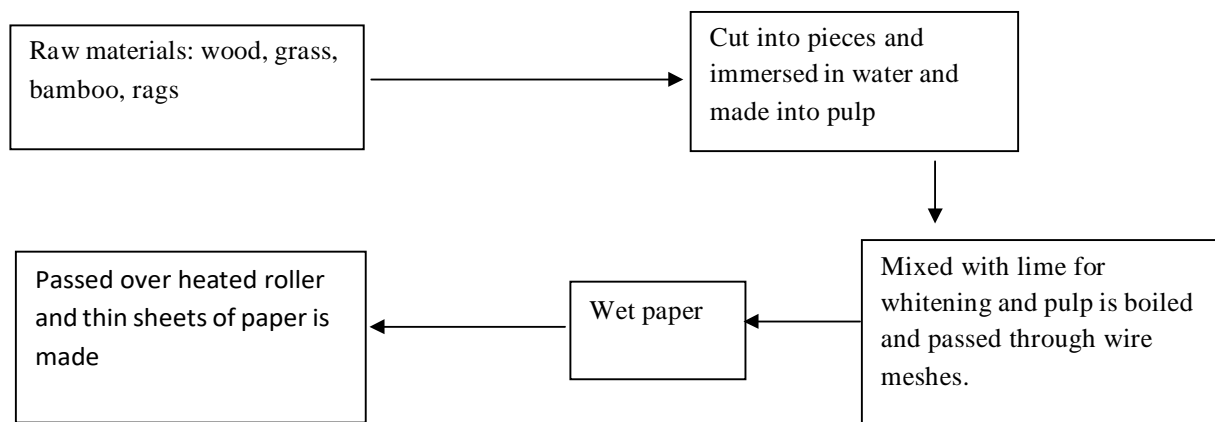 Raw materials: wood, grass,
bamboo, rags
Cut into pieces and
immersed in water and
made into pulp
Mixed with lime for
whitening and pulp is boiled
and passed through wire
meshes.
Wet paper
Passed over heated roller
and thin sheets of paper is
made